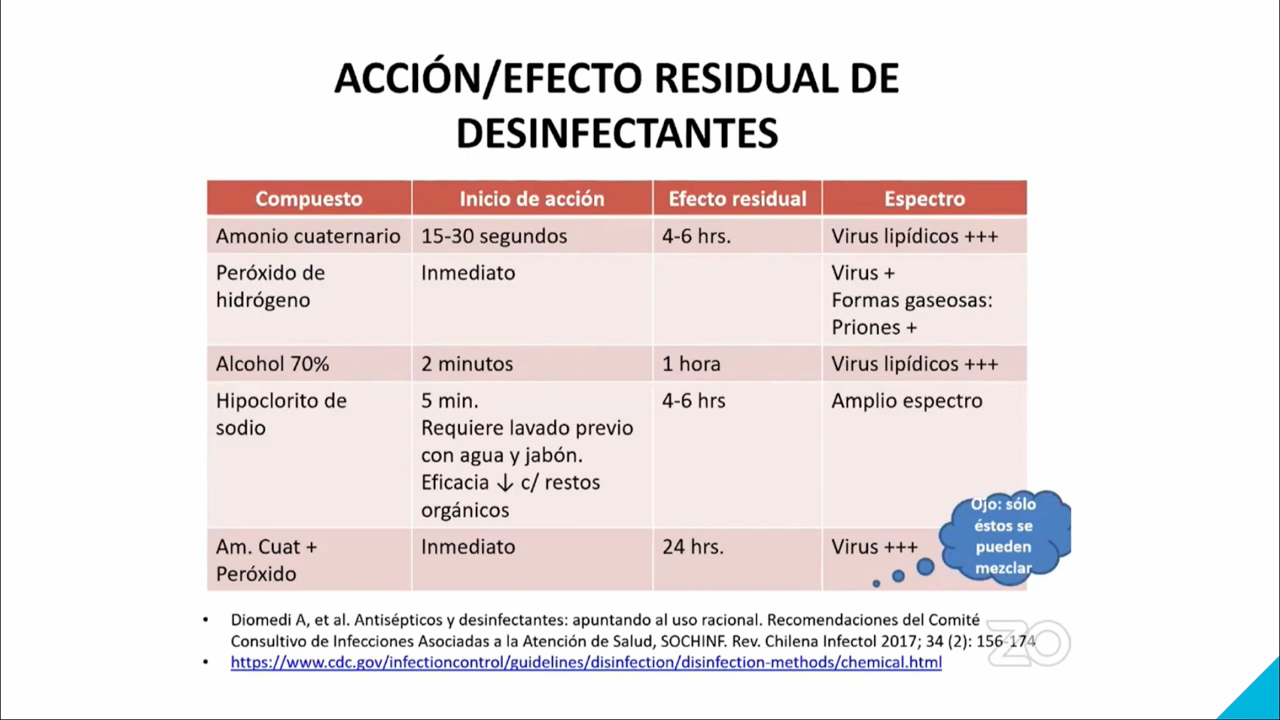 ACCIÓN/EFECTO RESIDUAL DE
DESINFECTANTES
Compuesto Inicio de acción Efecto residual Espectro
Amonio cuaternario 15-30 segundos 4-6 hrs. Virus lipídicos +++
Peróxido de hidrógeno Inmediato Virus +
Formas gaseosas:
Priones +
Alcohol 70% 2 minutos 1 hora Virus lipídicos +++
Hipoclorito de sodio 5 min. 4-6 hrs Amplio espectro
Requiere lavado previo
con agua y jabón.
Eficacia ↓ c/ restos
orgánicos
Am. Cuat + Peróxido Inmediato 24 hrs. Virus +++
Ojo: sólo
éstos se
pueden
mezclar
• Diomedi A, et al. Antisépticos y desinfectantes: apuntando al uso racional. Recomendaciones del Comité
Consultivo de Infecciones Asociadas a la Atención de Salud, SOCHINF. Rev. Chilena Infectol 2017; 34 (2): 156-174
• https://www.cdc.gov/infectioncontrol/guidelines/disinfection/disinfection-methods/chemical.html
ZO